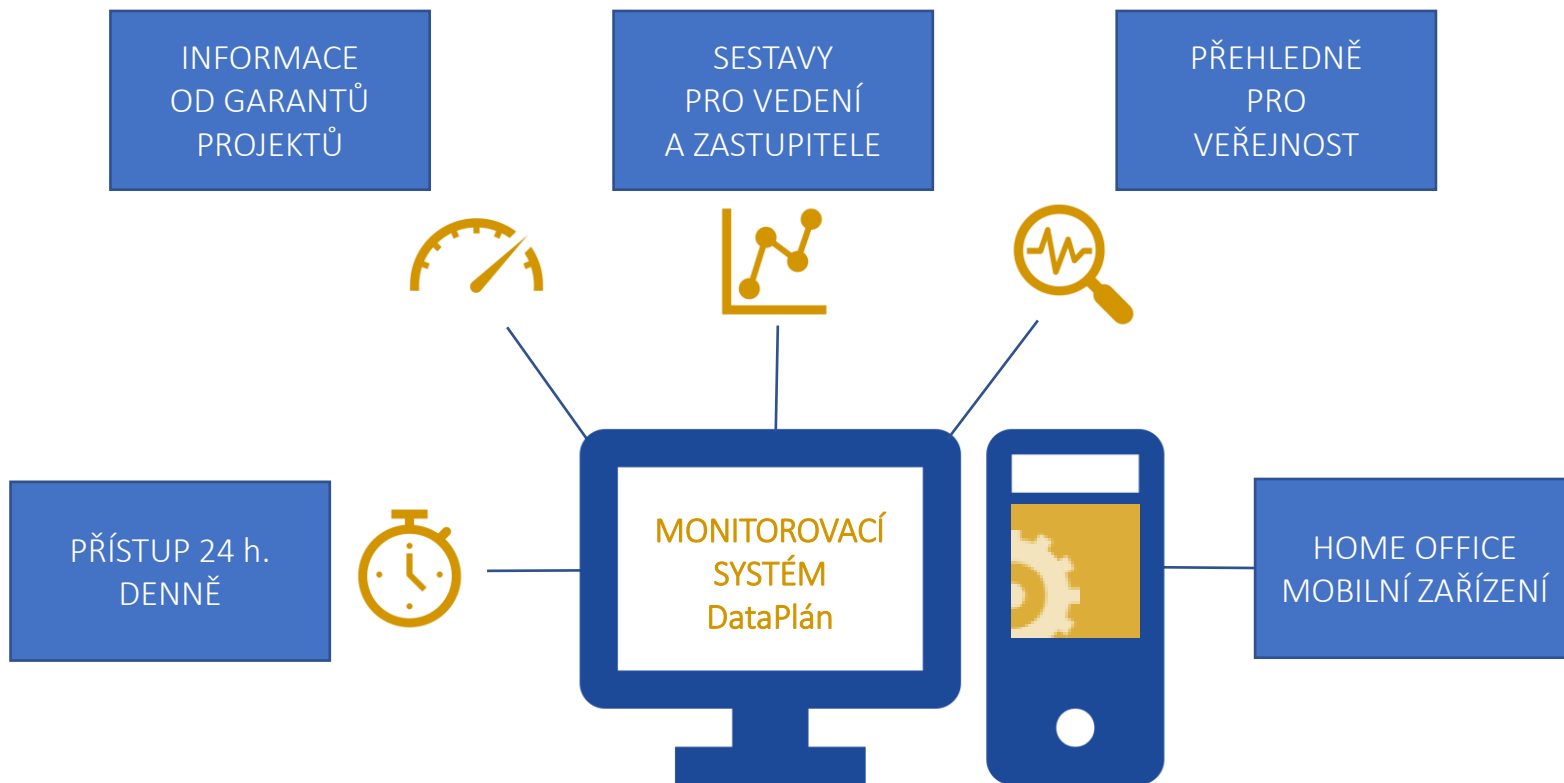 INFORMACE
OD GARANTŮ
PROJEKTŮ
SESTAVY
PRO VEDENÍ
A ZASTUPITELE
PŘEHLEDNĚ
PRO
VEŘEJNOST
PŘÍSTUP 24 h.
DENNĚ
MONITOROVACÍ
SYSTÉM
DataPlán
HOME OFFICE
MOBILNÍ ZAŘÍZENÍ